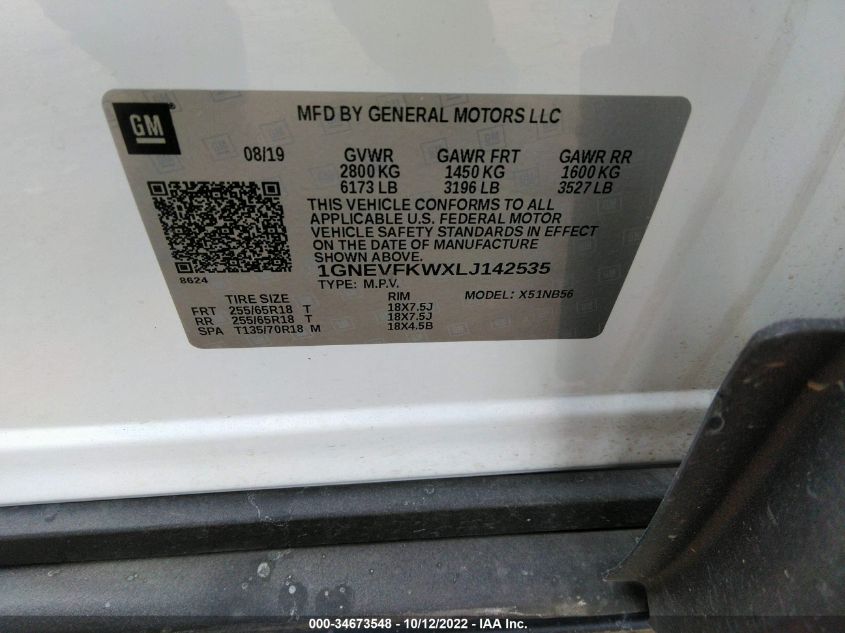 GM
MFD BY GENERAL MOTORS LLC
08/19 GVWR GAWR FRT GAWR RR
2800 KG 1450 KG 1600 KG
6173 LB 3196 LB 3527 LB
THIS VEHICLE CONFORMS TO ALL
APPLICABLE U.S. FEDERAL MOTOR
VEHICLE SAFETY STANDARDS IN EFFECT
ON THE DATE OF MANUFACTURE
SHOWN ABOVE.
8624
1GNEVFKWXLJ142535
TYPE: M.P.V. MODEL: X51NB56
TIRE SIZE RIM
FRT 255/65R18 T 18X7.5J
RR 255/65R18 T 18X7.5J
SPA T135/70R18 M 18X4.5B
000-34673548 - 10/12/2022 - IAA Inc.